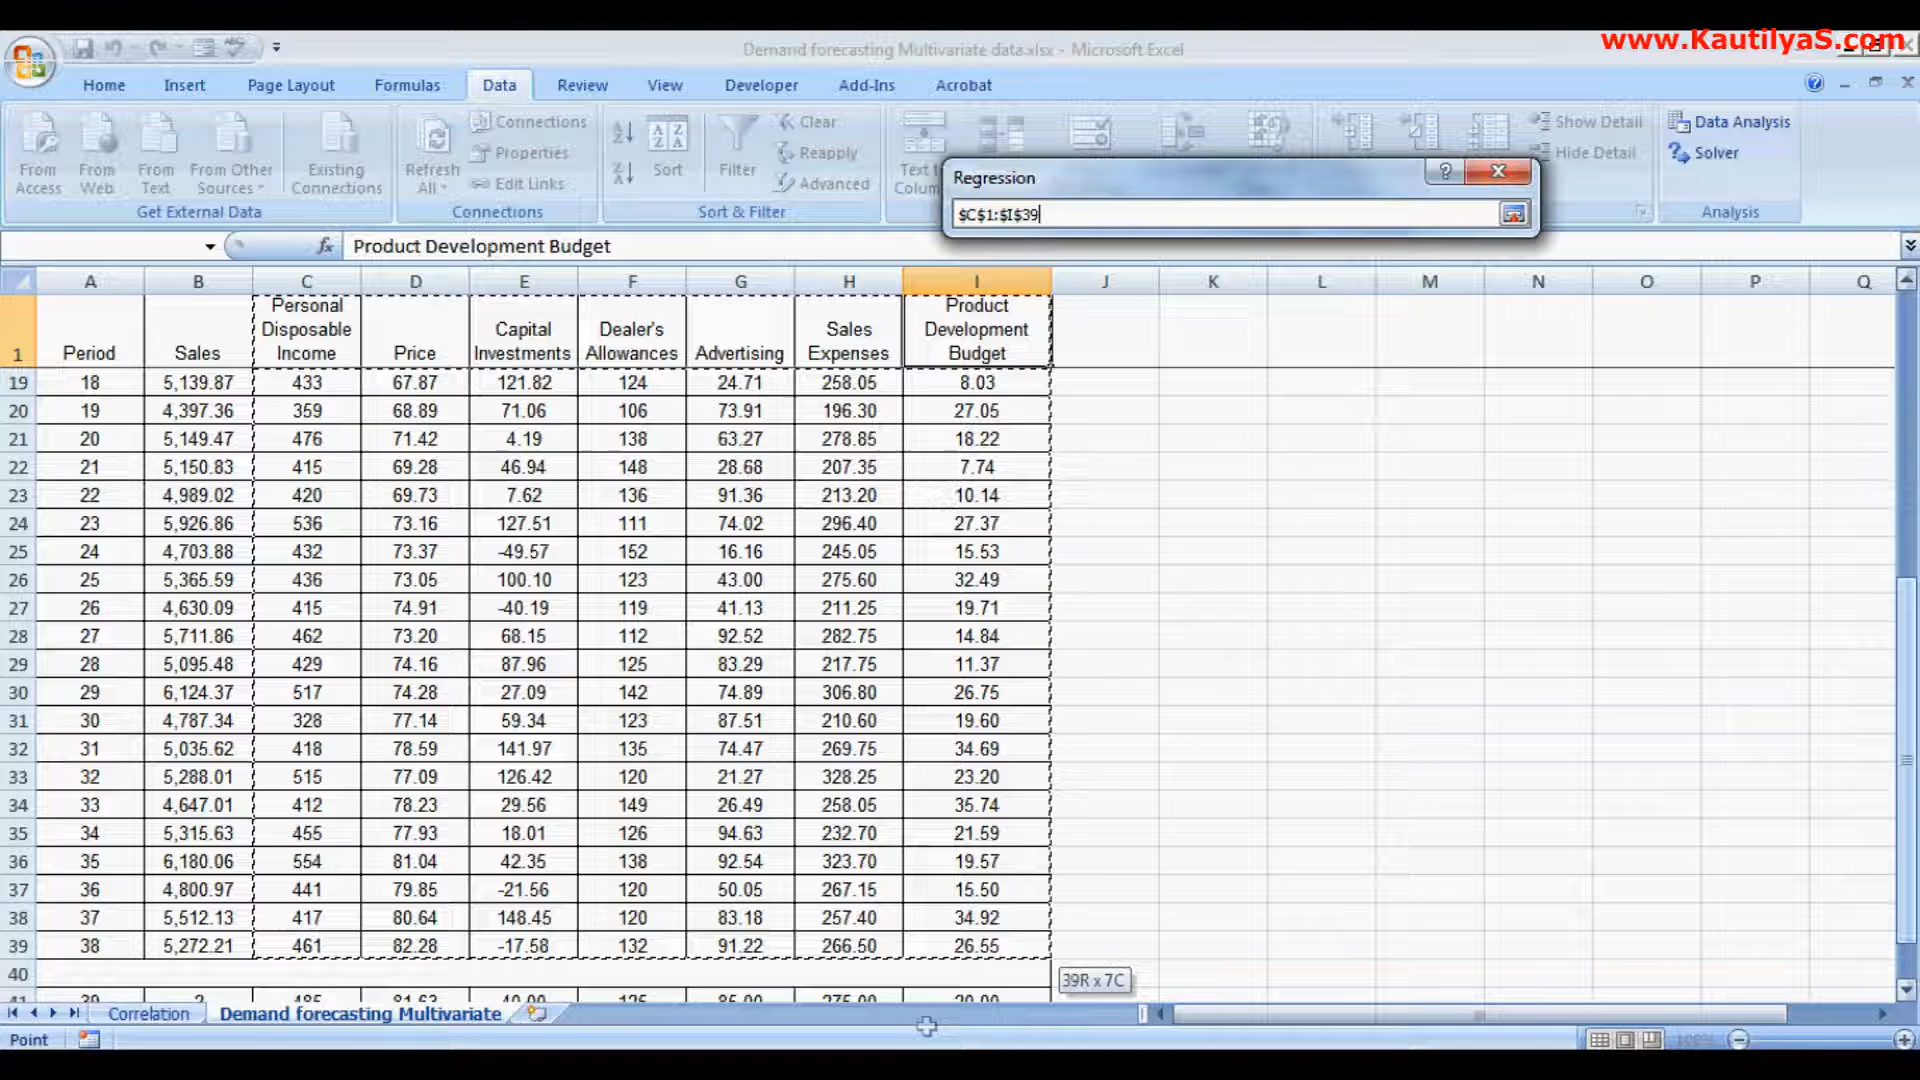 www.KautilyaS.com
Demand forecasting Multivariate data.xlsx - Microsoft Excel
Home Insert Page Layout Formulas Data Review View Developer Add-Ins Acrobat
From Access From Web From Text From Other Sources Existing Connections
Get External Data
Refresh All Connections Properties Edit Links
Connections
Sort Filter Clear Reapply Advanced
Sort & Filter
Text to
Show Detail
Hide Detail
Data Analysis
Solver
Analysis
Regression
$C$1:$I$39
fx Product Development Budget
A B C D E F G H I J K L M N O P Q
1 Period Sales Personal Disposable Income Price Capital Investments Dealer's Allowances Advertising Sales Expenses Product Development Budget
19 18 5,139.87 433 67.87 121.82 124 24.71 258.05 8.03
20 19 4,397.36 359 68.89 71.06 106 73.91 196.30 27.05
21 20 5,149.47 476 71.42 4.19 138 63.27 278.85 18.22
22 21 5,150.83 415 69.28 46.94 148 28.68 207.35 7.74
23 22 4,989.02 420 69.73 7.62 136 91.36 213.20 10.14
24 23 5,926.86 536 73.16 127.51 111 74.02 296.40 27.37
25 24 4,703.88 432 73.37 -49.57 152 16.16 245.05 15.53
26 25 5,365.59 436 73.05 100.10 123 43.00 275.60 32.49
27 26 4,630.09 415 74.91 -40.19 119 41.13 211.25 19.71
28 27 5,711.86 462 73.20 68.15 112 92.52 282.75 14.84
29 28 5,095.48 429 74.16 87.96 125 83.29 217.75 11.37
30 29 6,124.37 517 74.28 27.09 142 74.89 306.80 26.75
31 30 4,787.34 328 77.14 59.34 123 87.51 210.60 19.60
32 31 5,035.62 418 78.59 141.97 135 74.47 269.75 34.69
33 32 5,288.01 515 77.09 126.42 120 21.27 328.25 23.20
34 33 4,647.01 412 78.23 29.56 149 26.49 258.05 35.74
35 34 5,315.63 455 77.93 18.01 126 94.63 232.70 21.59
36 35 6,180.06 554 81.04 42.35 138 92.54 323.70 19.57
37 36 4,800.97 441 79.85 -21.56 120 50.05 267.15 15.50
38 37 5,512.13 417 80.64 148.45 120 83.18 257.40 34.92
39 38 5,272.21 461 82.28 -17.58 132 91.22 266.50 26.55
40
39R x 7C
Correlation Demand forecasting Multivariate
Point